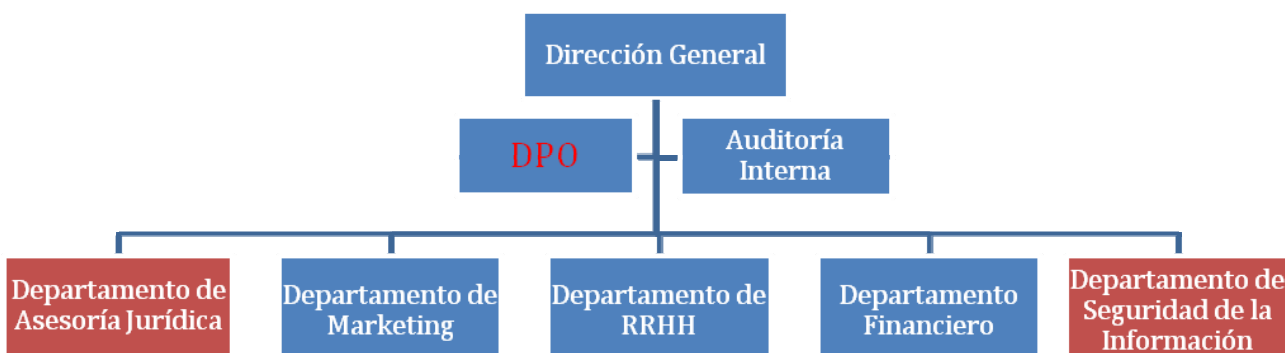 Dirección General
DPO
Auditoría
Interna
Departamento de
Asesoría Jurídica
Departamento de
Marketing
Departamento de
RRHH
Departamento
Financiero
Departamento de
Seguridad de la
Información